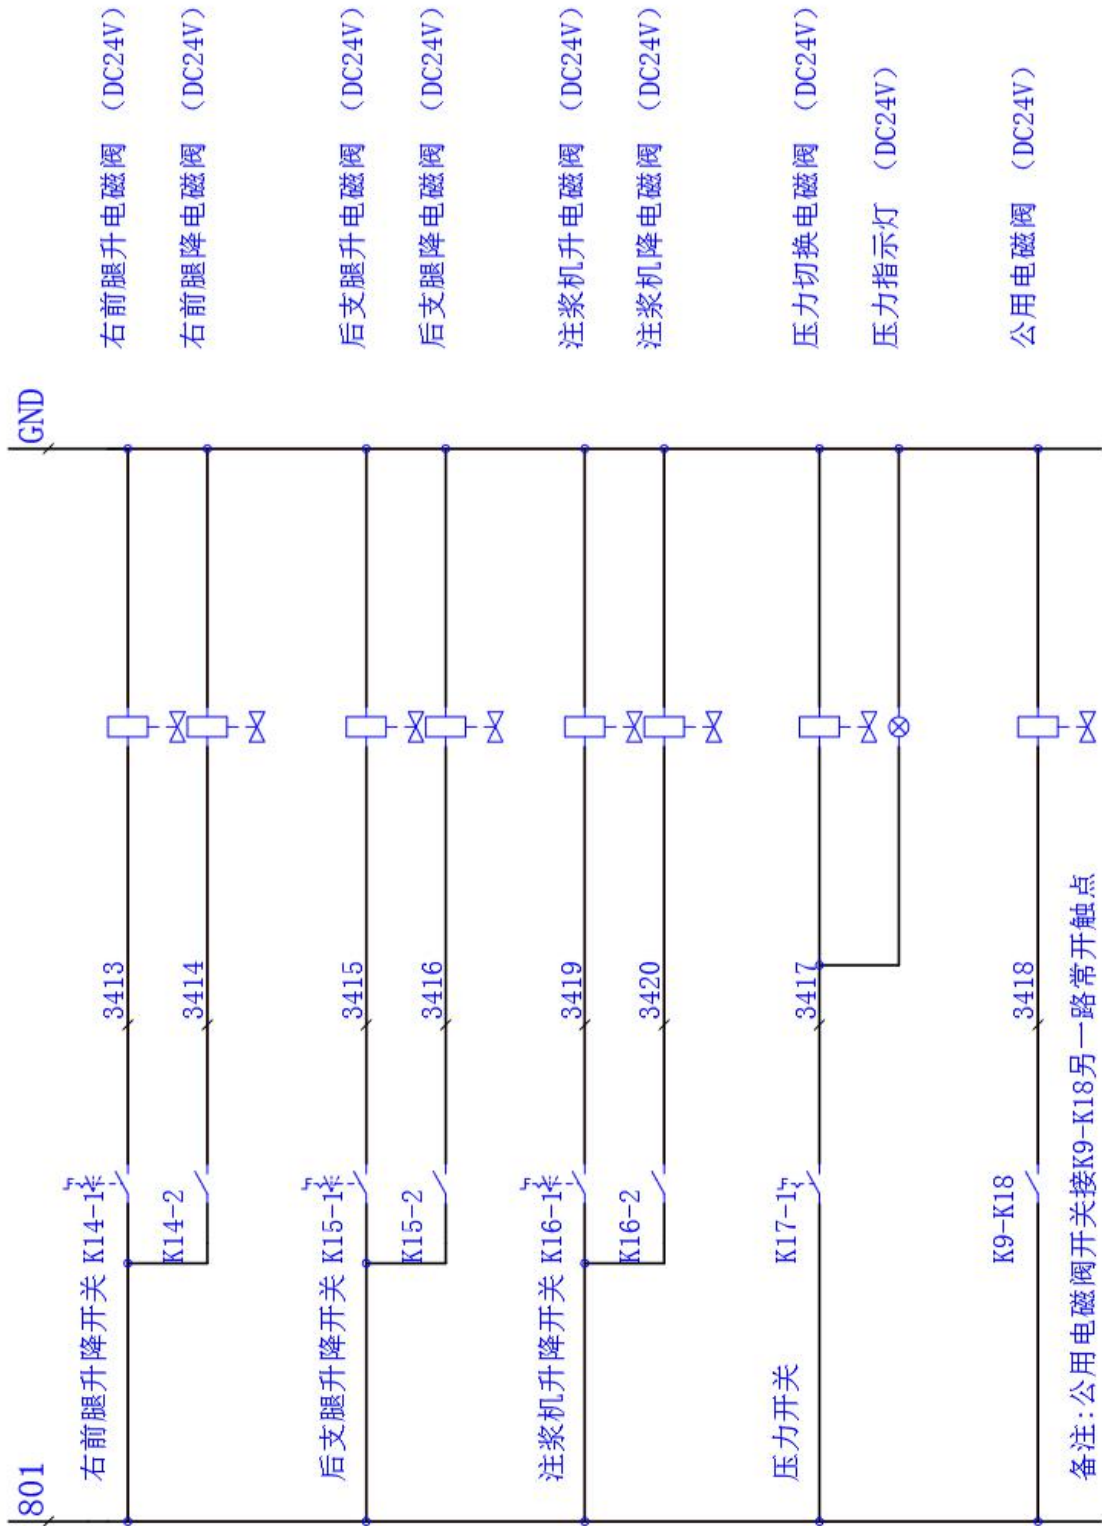 801
GND
右前腿升降开关 K14-1
3413
右前腿升电磁阀 （DC24V）
K14-2
3414
右前腿降电磁阀 （DC24V）
后支腿升降开关 K15-1
3415
后支腿升电磁阀 （DC24V）
K15-2
3416
后支腿降电磁阀 （DC24V）
注浆机升降开关 K16-1
3419
注浆机升电磁阀 （DC24V）
K16-2
3420
注浆机降电磁阀 （DC24V）
压力开关
K17-1
3417
压力切换电磁阀 （DC24V）
压力指示灯 （DC24V）
K9-K18
3418
公用电磁阀 （DC24V）
备注:公用电磁阀开关接K9-K18另一路常开触点